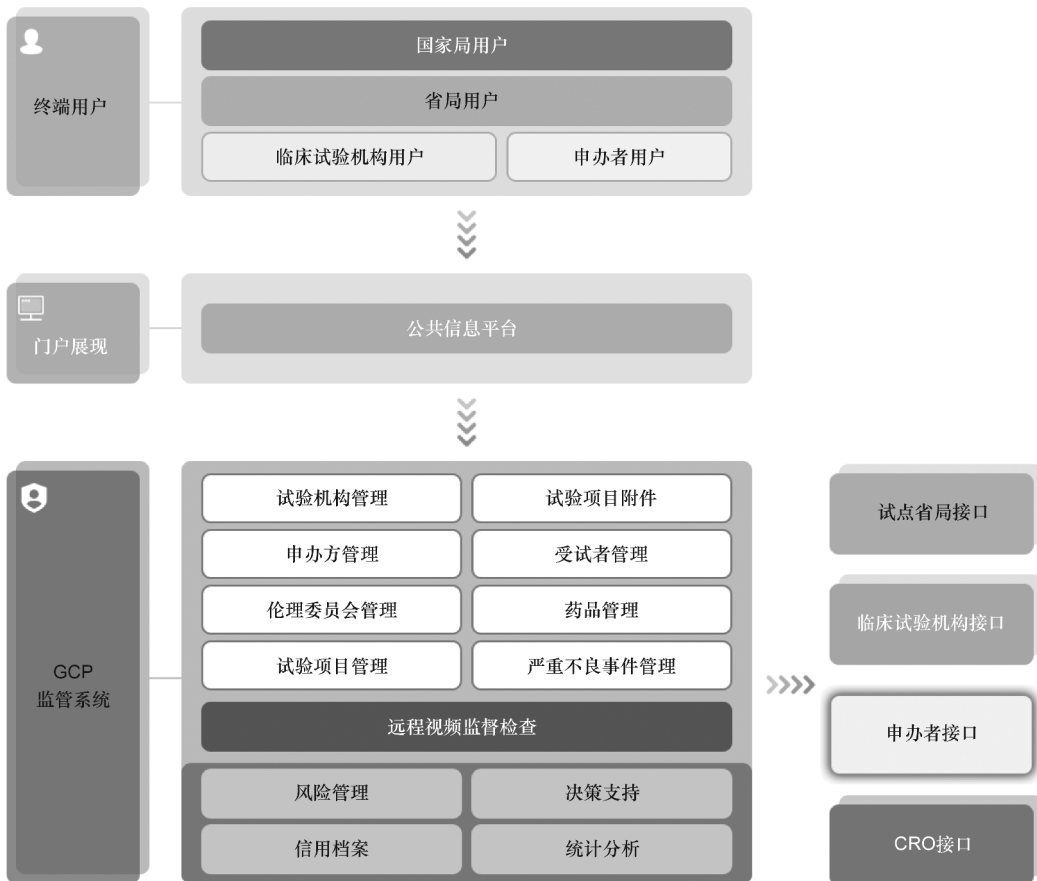 终端用户
国家局用户
省局用户
临床试验机构用户
申办者用户
门户展现
公共信息平台
GCP
监管系统
试验机构管理
试验项目附件
申办方管理
受试者管理
伦理委员会管理
药品管理
试验项目管理
严重不良事件管理
远程视频监督检查
风险管理
决策支持
信用档案
统计分析
试点省局接口
临床试验机构接口
申办者接口
CRO接口